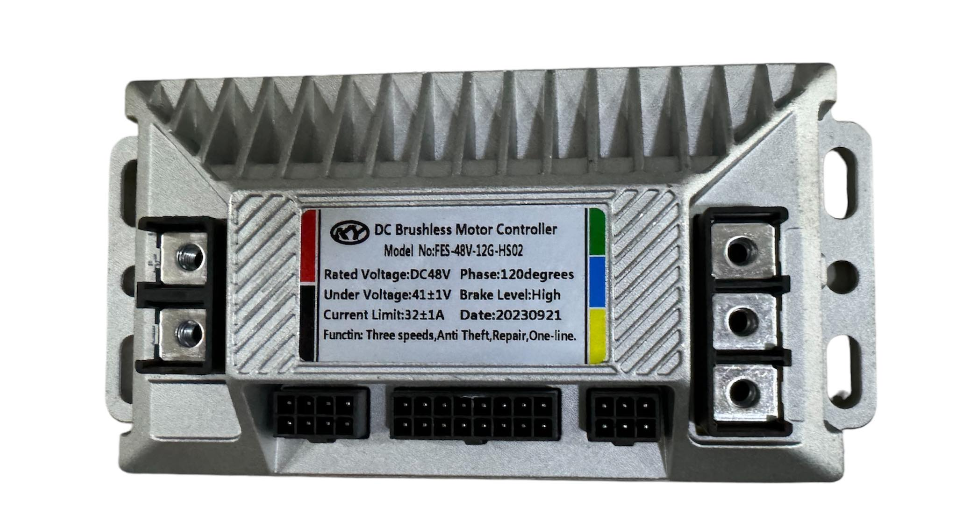 KY DC Brushless Motor Controller
Model No:FES-48V-12G-HS02
Rated Voltage:DC48V Phase:120degrees
Under Voltage:41±1V Brake Level:High
Current Limit:32±1A Date:20230921
Functin: Three speeds,Anti Theft,Repair,One-line.